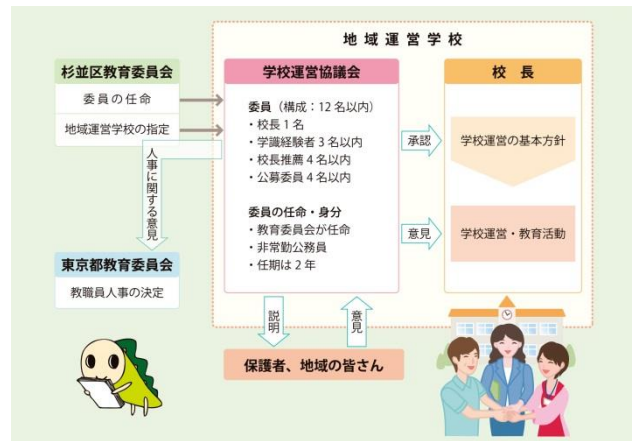 地域運営学校
杉並区教育委員会
委員の任命
地域運営学校の指定
人事に関する意見
東京都教育委員会
教職員人事の決定
学校運営協議会
委員（構成：12名以内）
・校長1名
・学識経験者3名以内
・校長推薦4名以内
・公募委員4名以内
委員の任命・身分
・教育委員会が任命
・非常勤公務員
・任期は2年
承認
意見
校長
学校運営の基本方針
学校運営・教育活動
説明
意見
保護者、地域の皆さん